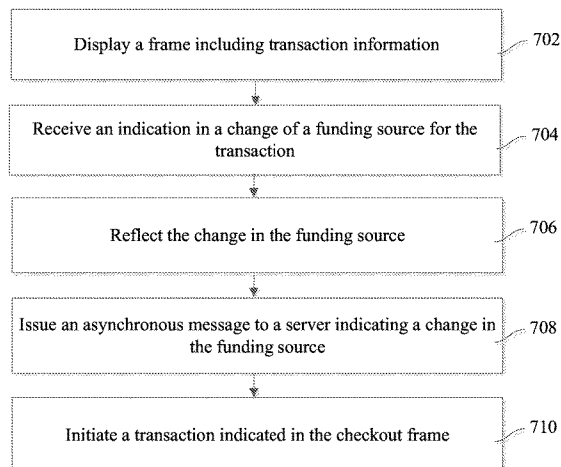 Display a frame including transaction information
702
Receive an indication in a change of a funding source for the
transaction
704
Reflect the change in the funding source
706
Issue an asynchronous message to a server indicating a change in
the funding source
708
Initiate a transaction indicated in the checkout frame
710